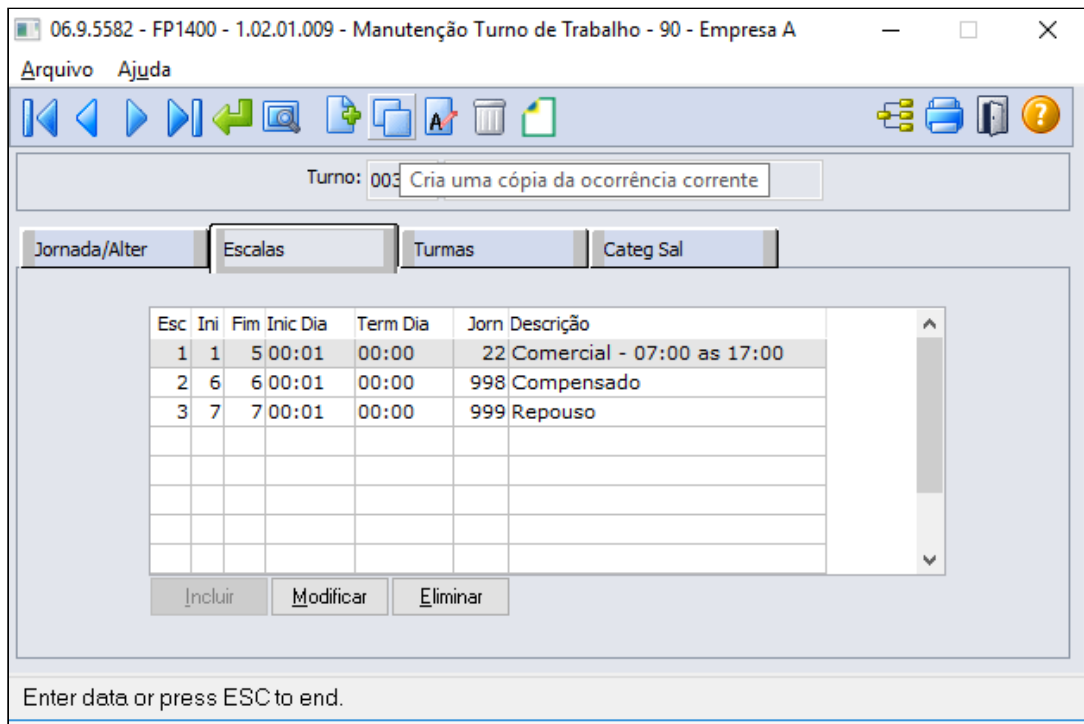 06.9.5582 - FP1400 - 1.02.01.009 - Manutenção Turno de Trabalho - 90 - Empresa A
Arquivo Ajuda
Turno: 003 Cria uma cópia da ocorrência corrente
Jornada/Alter Escalas Turmas Categ Sal
Esc Ini Fim Inic Dia Term Dia Jorn Descrição
1 1 5 00:01 00:00 22 Comercial - 07:00 as 17:00
2 6 6 00:01 00:00 998 Compensado
3 7 7 00:01 00:00 999 Repouso
Incluir Modificar Eliminar
Enter data or press ESC to end.